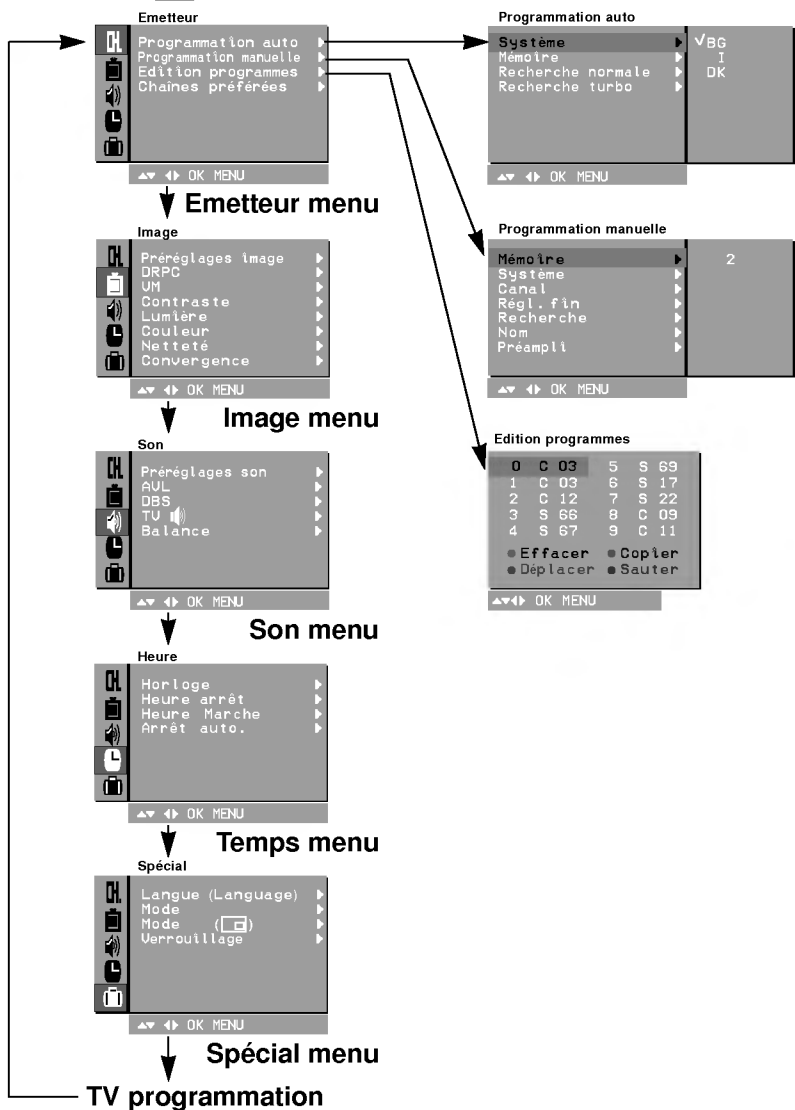 Emetteur
CH.
Programmation auto
Programmation manuelle
Edition programmes
Chaînes préférées
OK MENU
Emetteur menu
Image
CH.
Préréglages image
DRPC
VM
Contraste
Lumière
Couleur
Netteté
Convergence
OK MENU
Image menu
Son
CH.
Préréglages son
AVL
DBS
TV
Balance
OK MENU
Son menu
Heure
CH.
Horloge
Heure arrêt
Heure Marche
Arrêt auto.
OK MENU
Temps menu
Spécial
CH.
Langue (Language)
Mode
Mode ( )
Verrouillage
OK MENU
Spécial menu
TV programmation
Programmation auto
Système √BG
Mémoire I
Recherche normale DK
Recherche turbo
OK MENU
Programmation manuelle
Mémoire 2
Système
Canal
Régl. fin
Recherche
Nom
Préampli
OK MENU
Edition programmes
0 C 03 5 S 69
1 C 03 6 S 17
2 C 12 7 S 22
3 S 66 8 C 09
4 S 67 9 C 11
Effacer Copier
Déplacer Sauter
OK MENU